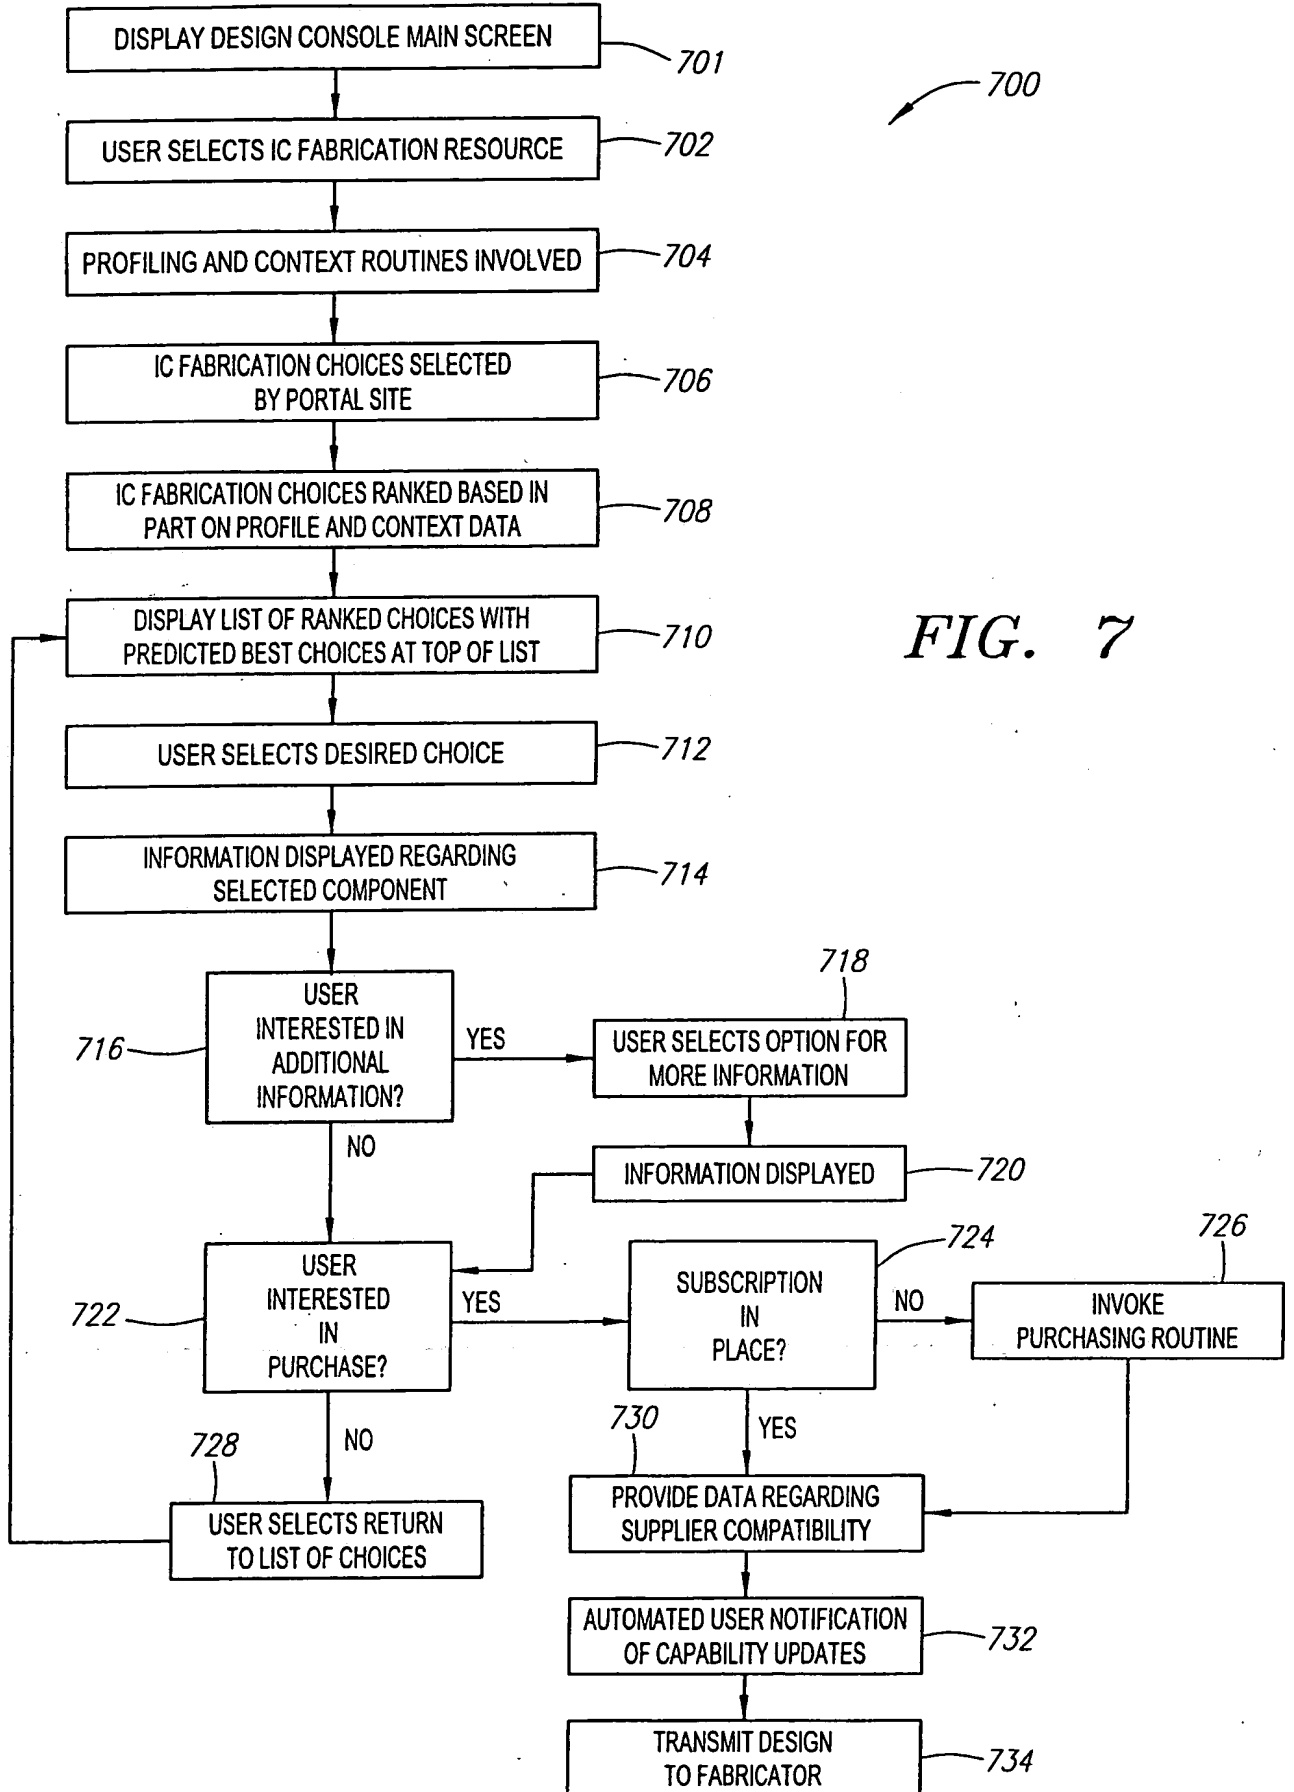 DISPLAY DESIGN CONSOLE MAIN SCREEN
701
700
USER SELECTS IC FABRICATION RESOURCE
702
PROFILING AND CONTEXT ROUTINES INVOLVED
704
IC FABRICATION CHOICES SELECTED
BY PORTAL SITE
706
IC FABRICATION CHOICES RANKED BASED IN
PART ON PROFILE AND CONTEXT DATA
708
DISPLAY LIST OF RANKED CHOICES WITH
PREDICTED BEST CHOICES AT TOP OF LIST
710
FIG. 7
USER SELECTS DESIRED CHOICE
712
INFORMATION DISPLAYED REGARDING
SELECTED COMPONENT
714
716
USER
INTERESTED IN
ADDITIONAL
INFORMATION?
YES
NO
718
USER SELECTS OPTION FOR
MORE INFORMATION
INFORMATION DISPLAYED
720
722
USER
INTERESTED
IN
PURCHASE?
YES
NO
SUBSCRIPTION
IN
PLACE?
724
NO
YES
726
INVOKE
PURCHASING ROUTINE
728
USER SELECTS RETURN
TO LIST OF CHOICES
730
PROVIDE DATA REGARDING
SUPPLIER COMPATIBILITY
AUTOMATED USER NOTIFICATION
OF CAPABILITY UPDATES
732
TRANSMIT DESIGN
TO FABRICATOR
734